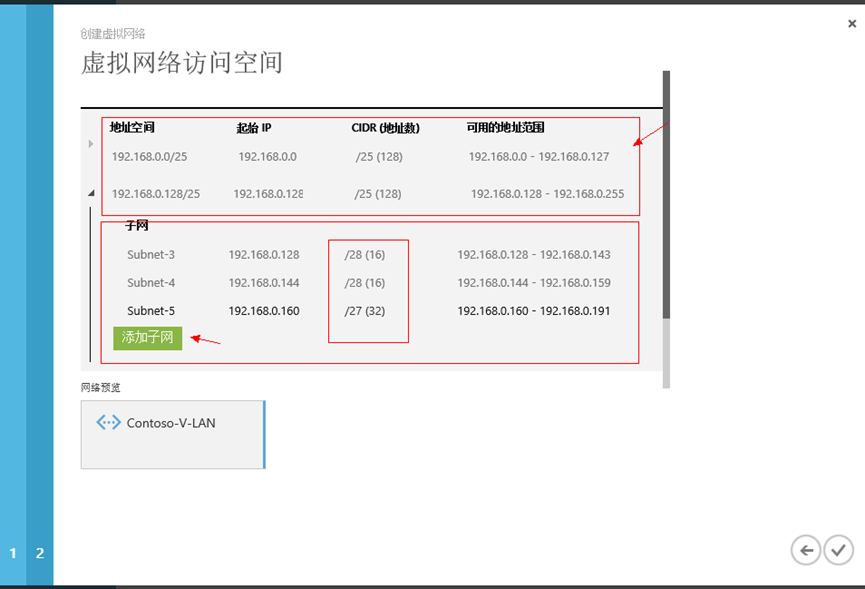 创建虚拟网络
虚拟网络访问空间
地址空间 起始 IP CIDR (地址数) 可用的地址范围
192.168.0.0/25 192.168.0.0 /25 (128) 192.168.0.0 - 192.168.0.127
192.168.0.128/25 192.168.0.128 /25 (128) 192.168.0.128 - 192.168.0.255
子网
Subnet-3 192.168.0.128 /28 (16) 192.168.0.128 - 192.168.0.143
Subnet-4 192.168.0.144 /28 (16) 192.168.0.144 - 192.168.0.159
Subnet-5 192.168.0.160 /27 (32) 192.168.0.160 - 192.168.0.191
添加子网
网络预览
Contoso-V-LAN
1 2